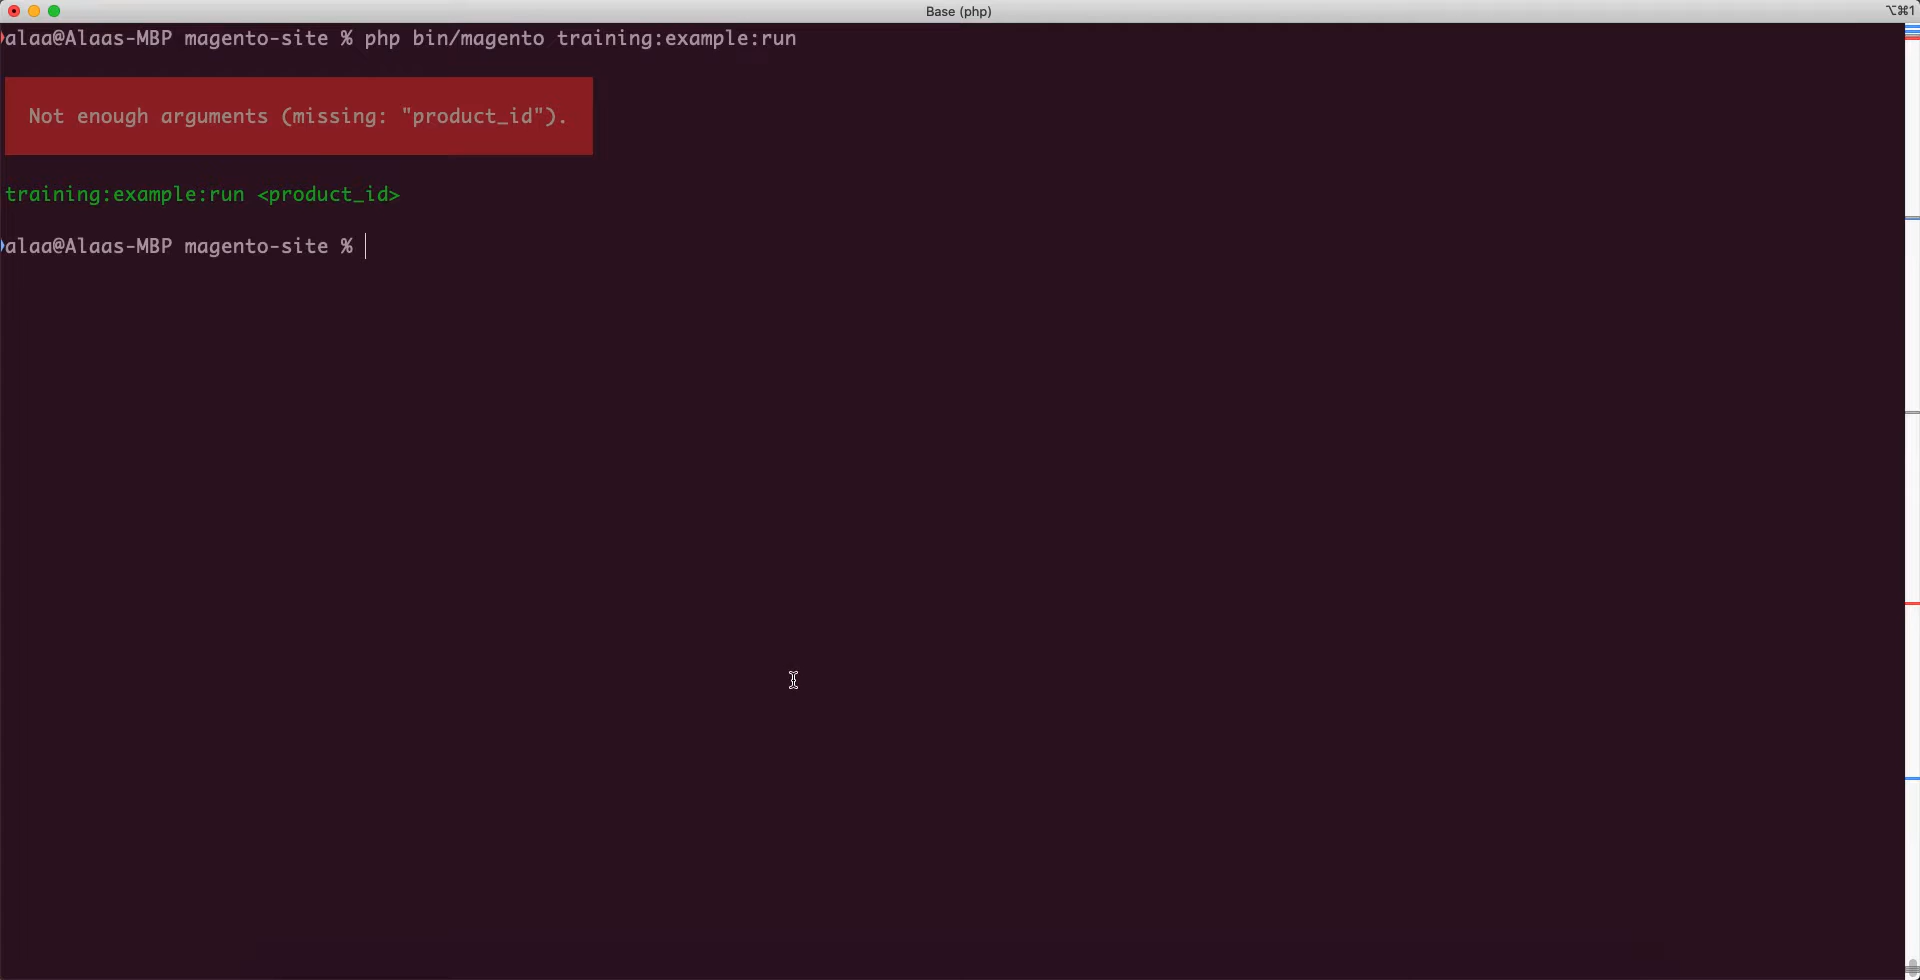 Base (php)
⌥⌘1
alaa@Alaas-MBP magento-site % php bin/magento training:example:run
Not enough arguments (missing: "product_id").
training:example:run <product_id>
alaa@Alaas-MBP magento-site %